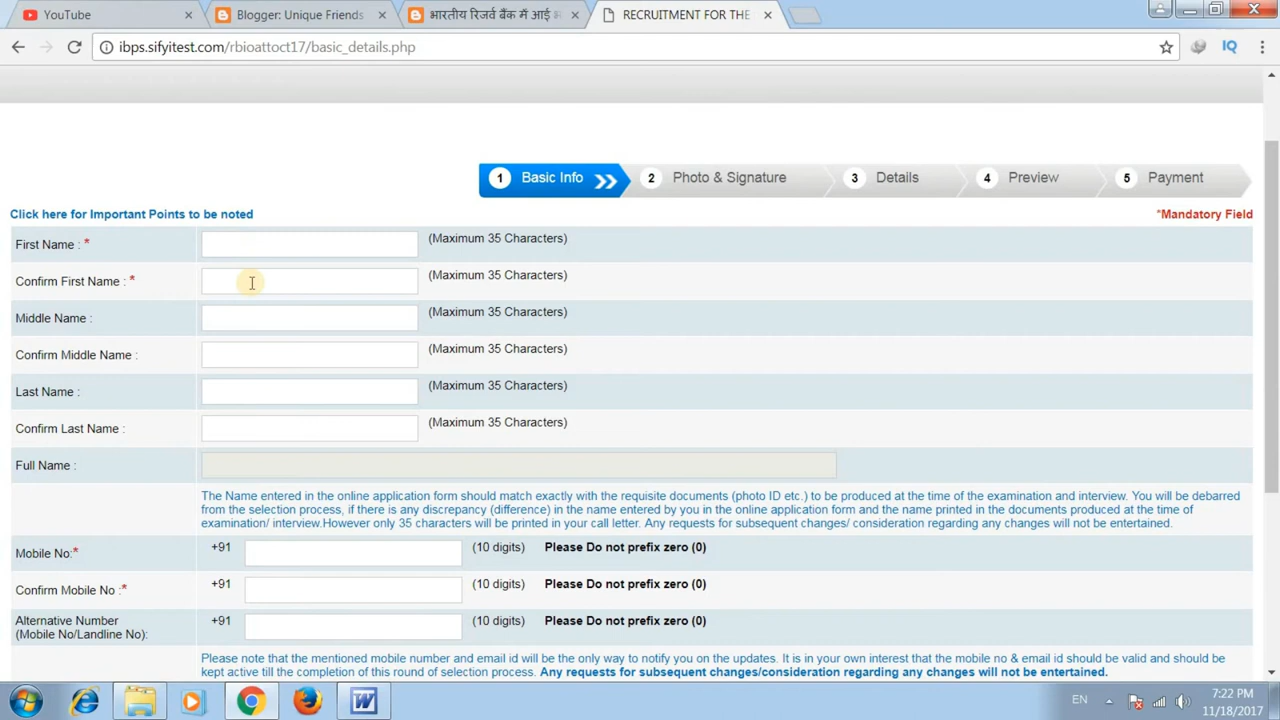 YouTube
Blogger: Unique Friends
भारतीय रिजर्व बैंक में आई
RECRUITMENT FOR THE
ibps.sifyitest.com/rbioattoct17/basic_details.php
IQ
1 Basic Info
2 Photo & Signature
3 Details
4 Preview
5 Payment
Click here for Important Points to be noted
*Mandatory Field
First Name : * (Maximum 35 Characters)
Confirm First Name : * (Maximum 35 Characters)
Middle Name : (Maximum 35 Characters)
Confirm Middle Name : (Maximum 35 Characters)
Last Name : (Maximum 35 Characters)
Confirm Last Name : (Maximum 35 Characters)
Full Name :
The Name entered in the online application form should match exactly with the requisite documents (photo ID etc.) to be produced at the time of the examination and interview. You will be debarred
from the selection process, if there is any discrepancy (difference) in the name entered by you in the online application form and the name printed in the documents produced at the time of
examination/ interview.However only 35 characters will be printed in your call letter. Any requests for subsequent changes/ consideration regarding any changes will not be entertained.
Mobile No:* +91 (10 digits) Please Do not prefix zero (0)
Confirm Mobile No :* +91 (10 digits) Please Do not prefix zero (0)
Alternative Number +91 (10 digits) Please Do not prefix zero (0)
(Mobile No/Landline No):
Please note that the mentioned mobile number and email id will be the only way to notify you on the updates. It is in your own interest that the mobile no & email id should be valid and should be
kept active till the completion of this round of selection process. Any requests for subsequent changes/consideration regarding any changes will not be entertained.
EN
7:22 PM
11/18/2017